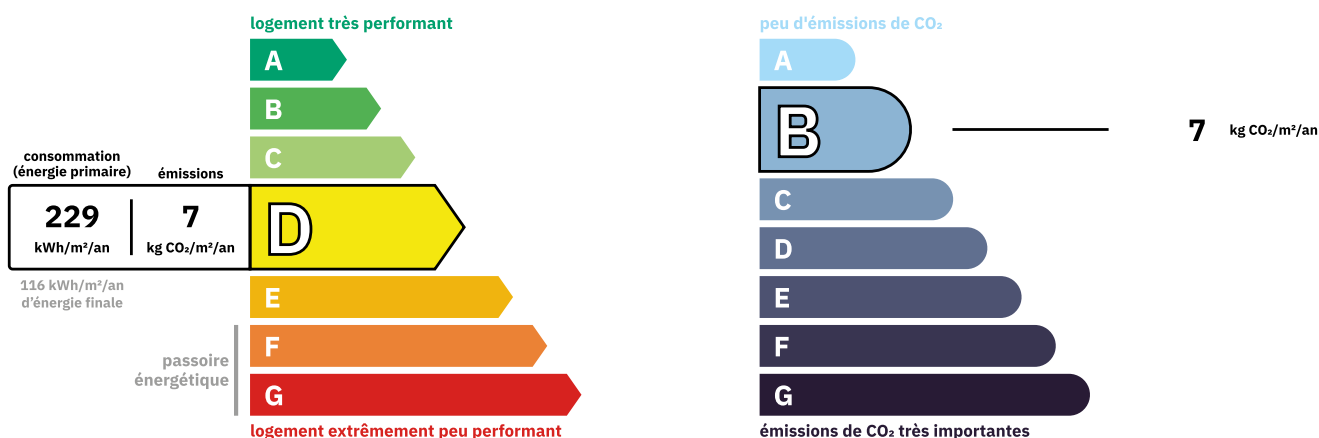 logement très performant
A
B
C
consommation
(énergie primaire)
émissions
229
kWh/m²/an
7
kg CO₂/m²/an
D
116 kWh/m²/an
d'énergie finale
E
passoire
énergétique
F
G
logement extrêmement peu performant
peu d'émissions de CO₂
A
B
7 kg CO₂/m²/an
C
D
E
F
G
émissions de CO₂ très importantes